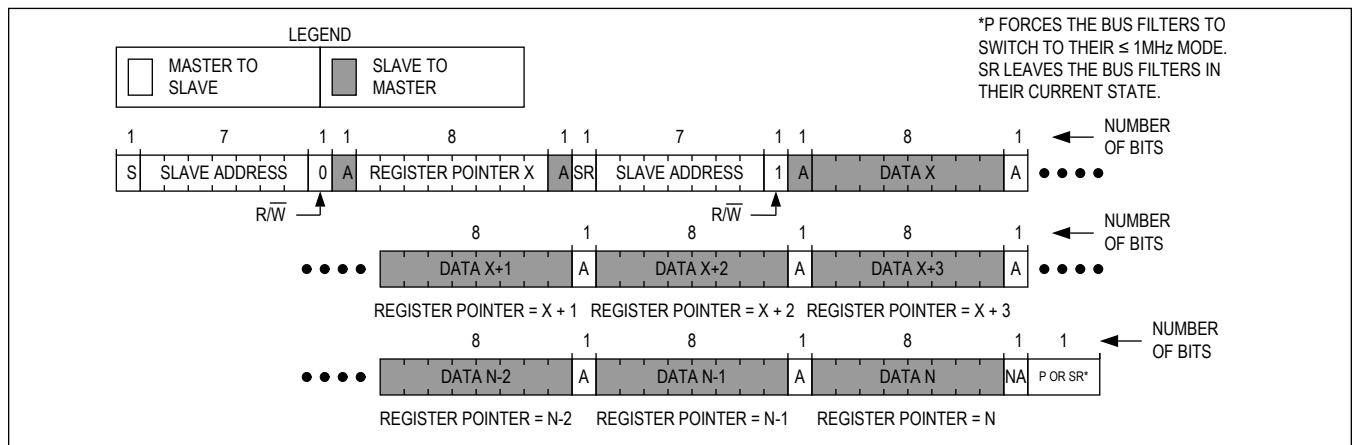 *P FORCES THE BUS FILTERS TO
SWITCH TO THEIR ≤ 1MHz MODE.
SR LEAVES THE BUS FILTERS IN
THEIR CURRENT STATE.
LEGEND
MASTER TO
SLAVE
SLAVE TO
MASTER
1 7 1 1 8 1 1 7 1 1 8 1
NUMBER
OF BITS
S SLAVE ADDRESS 0 A REGISTER POINTER X A SR SLAVE ADDRESS 1 A DATA X A
R/W̅ R/W̅
8 1 8 1 8 1
NUMBER
OF BITS
DATA X+1 A DATA X+2 A DATA X+3 A
REGISTER POINTER = X + 1 REGISTER POINTER = X + 2 REGISTER POINTER = X + 3
8 1 8 1 8 1 1
NUMBER
OF BITS
DATA N-2 A DATA N-1 A DATA N NA P OR SR*
REGISTER POINTER = N-2 REGISTER POINTER = N-1 REGISTER POINTER = N